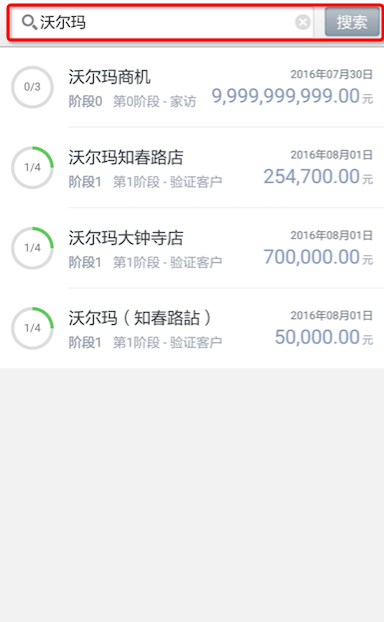 沃尔玛 搜索
0/3 沃尔玛商机 2016年07月30日
阶段0 第0阶段 - 家访 9,999,999,999.00 元
1/4 沃尔玛知春路店 2016年08月01日
阶段1 第1阶段 - 验证客户 254,700.00 元
1/4 沃尔玛大钟寺店 2016年08月01日
阶段1 第1阶段 - 验证客户 700,000.00 元
1/4 沃尔玛（知春路訨） 2016年08月01日
阶段1 第1阶段 - 验证客户 50,000.00 元